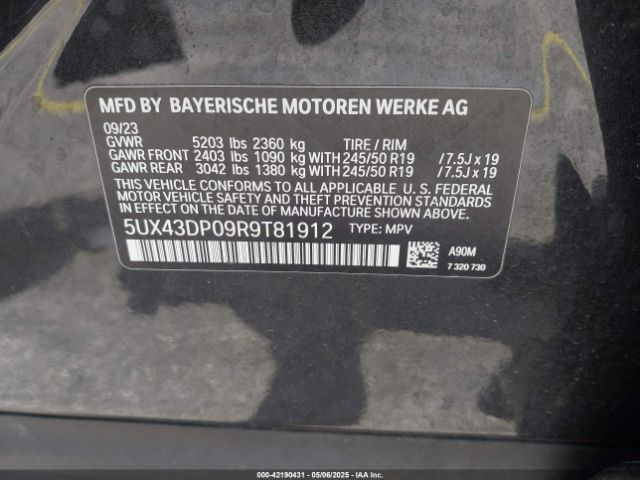 MFD BY BAYERISCHE MOTOREN WERKE AG
09/23
GVWR 5203 lbs 2360 kg TIRE / RIM
GAWR FRONT 2403 lbs 1090 kg WITH 245/50 R19 /7.5J x 19
GAWR REAR 3042 lbs 1380 kg WITH 245/50 R19 /7.5J x 19
THIS VEHICLE CONFORMS TO ALL APPLICABLE U. S. FEDERAL
MOTOR VEHICLE SAFETY AND THEFT PREVENTION STANDARDS
IN EFFECT ON THE DATE OF MANUFACTURE SHOWN ABOVE.
5UX43DP09R9T81912 TYPE: MPV
A90M
7 320 730
000-42190431 - 05/06/2025 - IAAI.COM